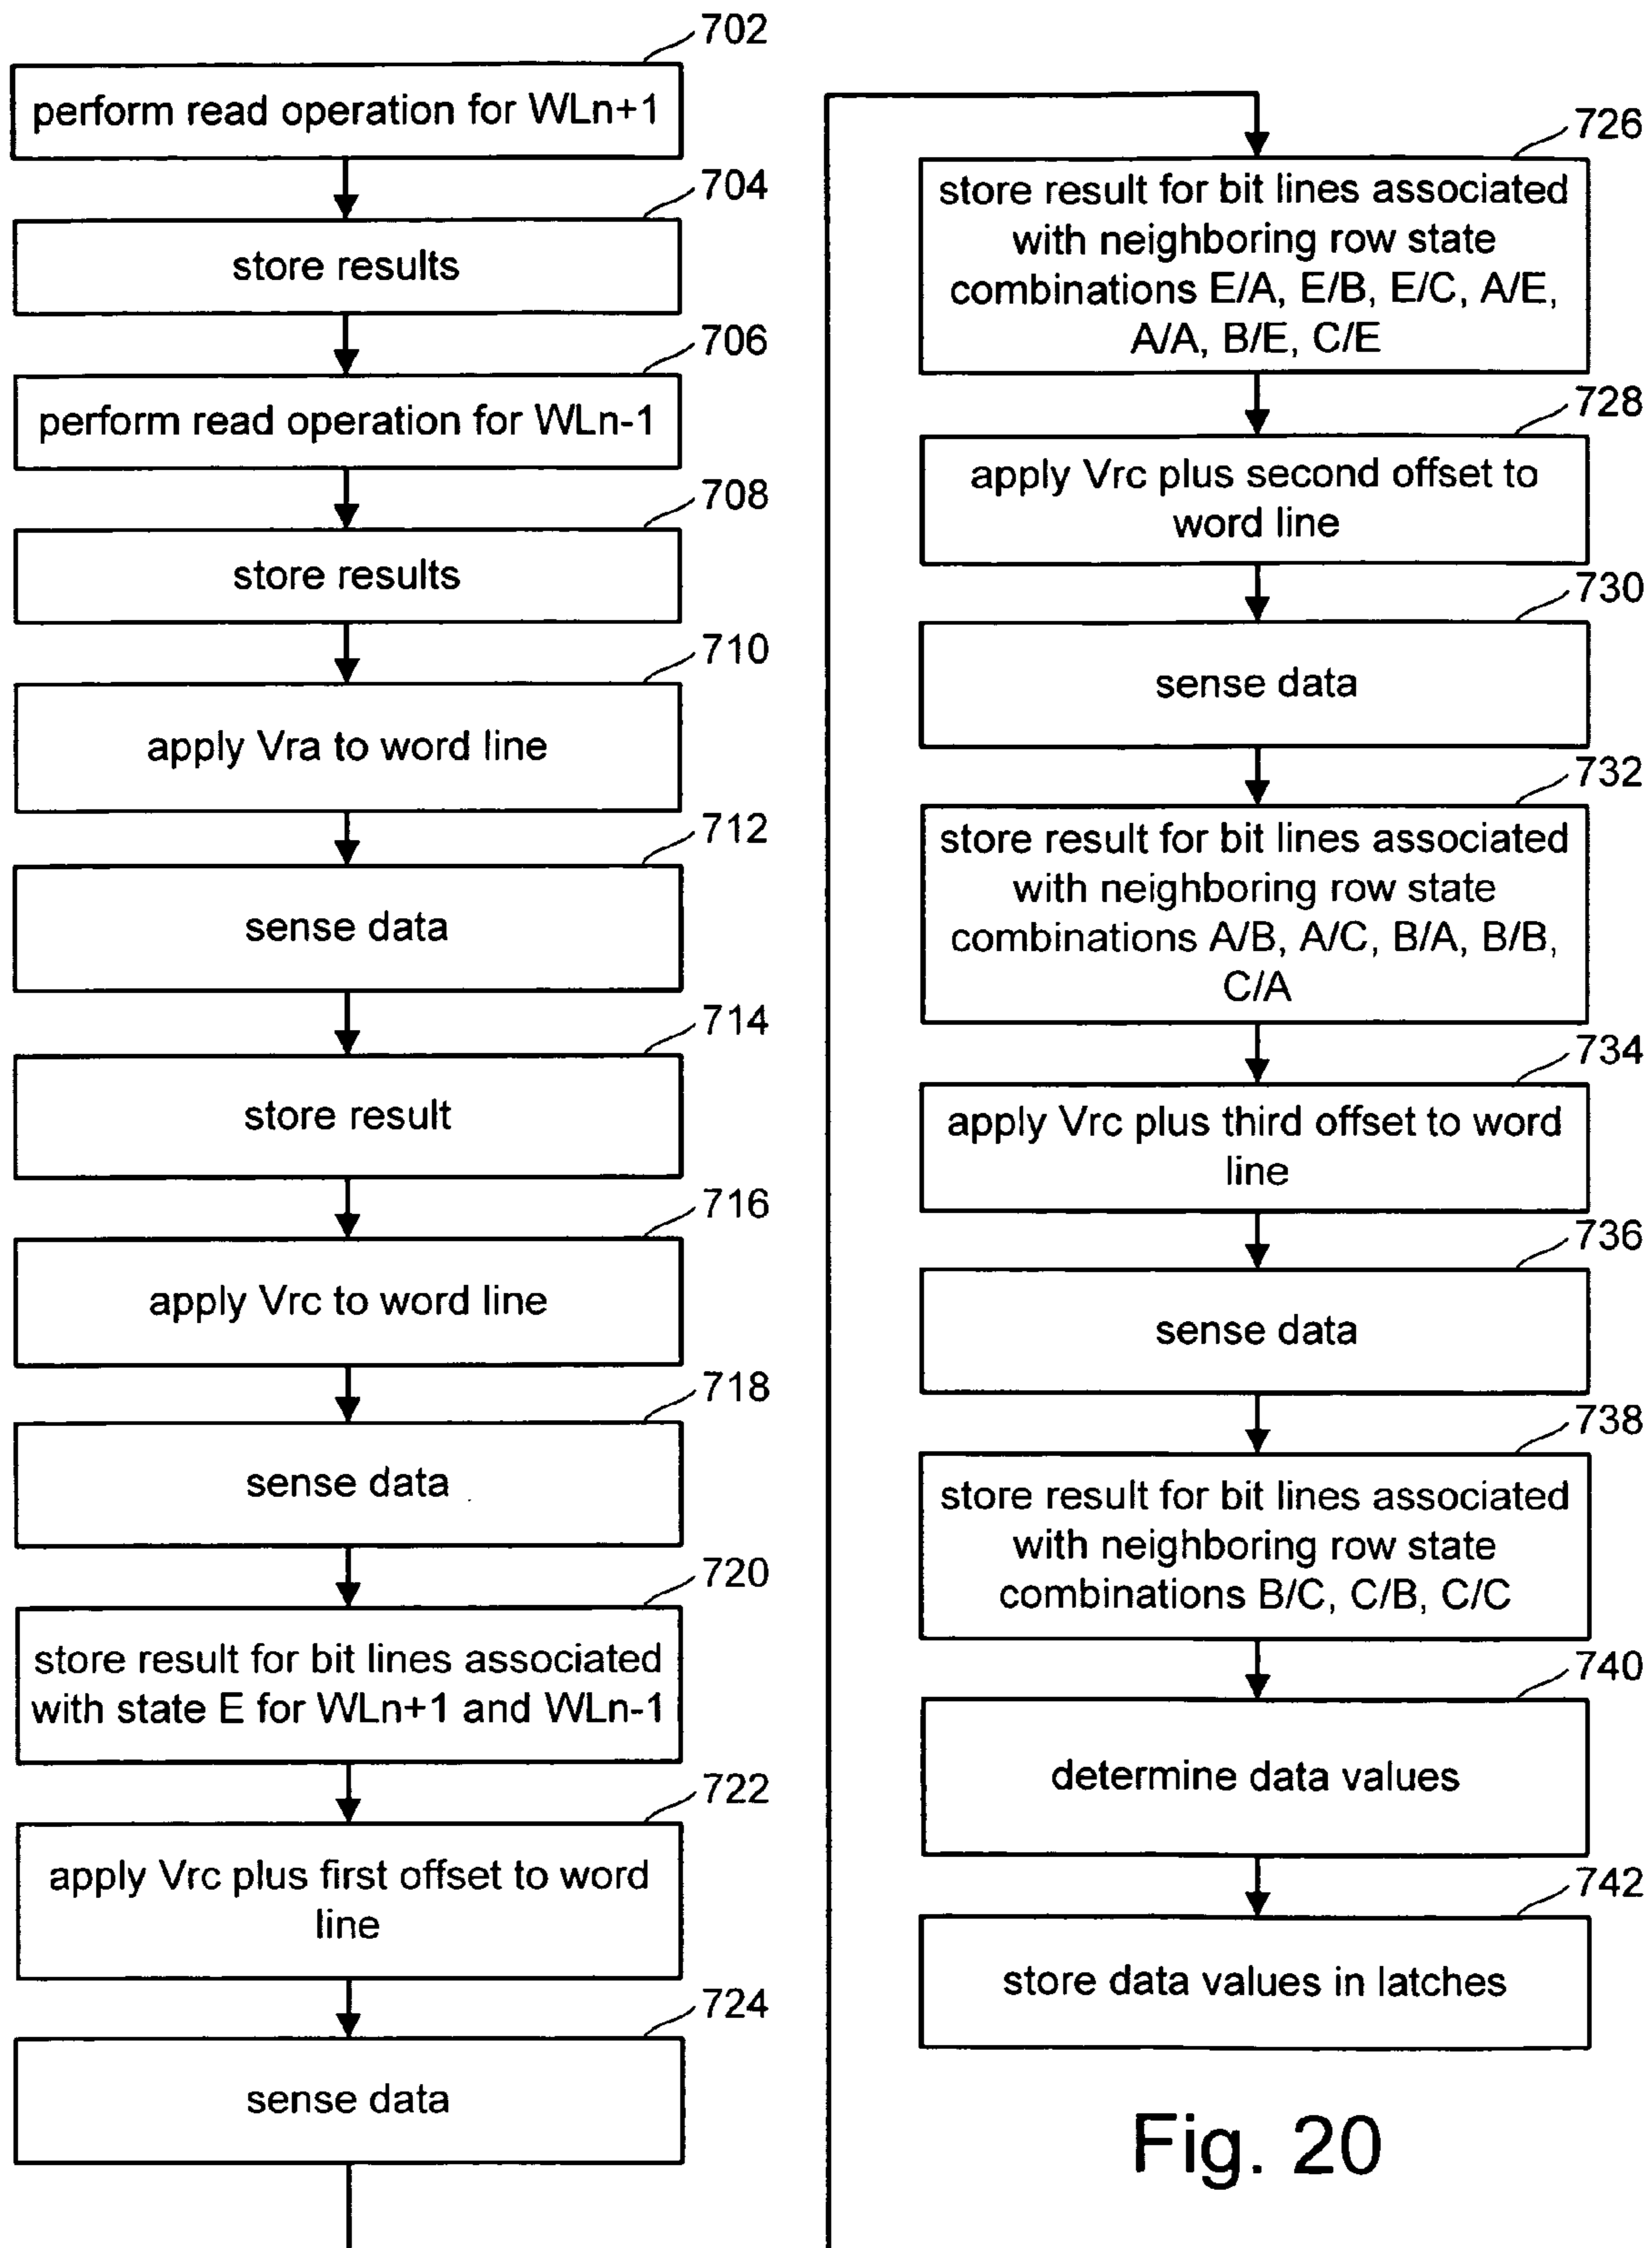 702
perform read operation for WLn+1
704
store results
706
perform read operation for WLn-1
708
store results
710
apply Vra to word line
712
sense data
714
store result
716
apply Vrc to word line
718
sense data
720
store result for bit lines associated
with state E for WLn+1 and WLn-1
722
apply Vrc plus first offset to word
line
724
sense data
726
store result for bit lines associated
with neighboring row state
combinations E/A, E/B, E/C, A/E,
A/A, B/E, C/E
728
apply Vrc plus second offset to
word line
730
sense data
732
store result for bit lines associated
with neighboring row state
combinations A/B, A/C, B/A, B/B,
C/A
734
apply Vrc plus third offset to word
line
736
sense data
738
store result for bit lines associated
with neighboring row state
combinations B/C, C/B, C/C
740
determine data values
742
store data values in latches
Fig. 20